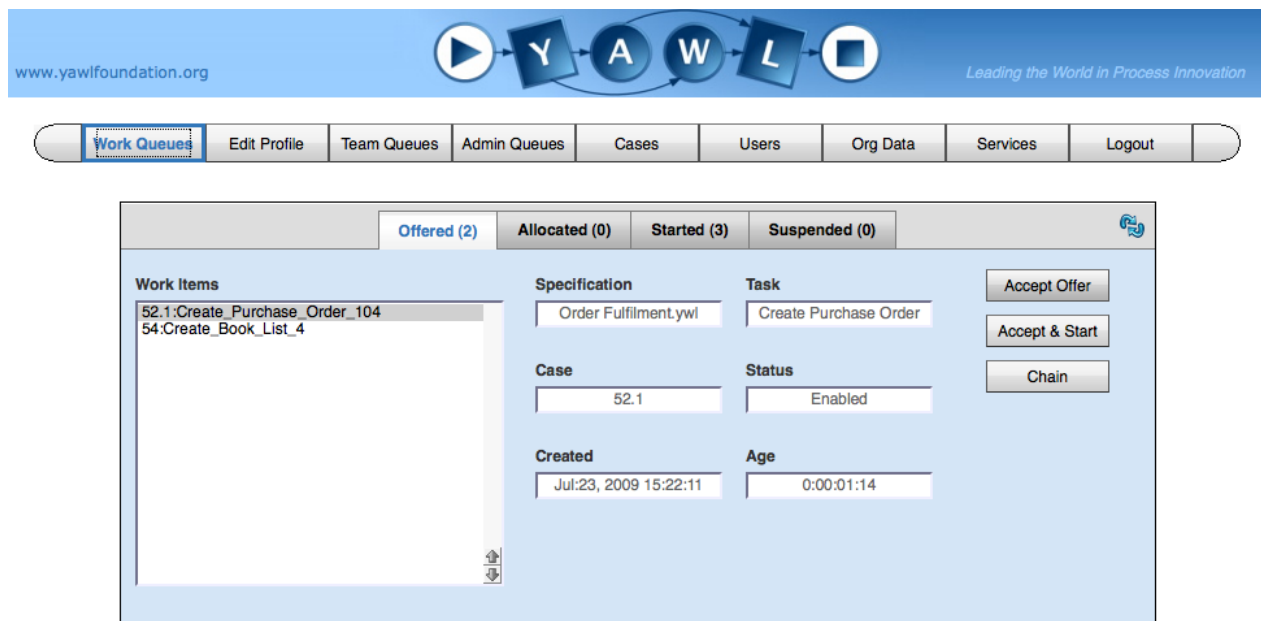 YAWL
www.yawlfoundation.org
Leading the World in Process Innovation
Work Queues Edit Profile Team Queues Admin Queues Cases Users Org Data Services Logout
Offered (2) Allocated (0) Started (3) Suspended (0)
Work Items Specification Task
52.1:Create_Purchase_Order_104
54:Create_Book_List_4
Order Fulfilment.ywl Create Purchase Order
Case Status
52.1 Enabled
Created Age
Jul:23, 2009 15:22:11 0:00:01:14
Accept Offer
Accept & Start
Chain